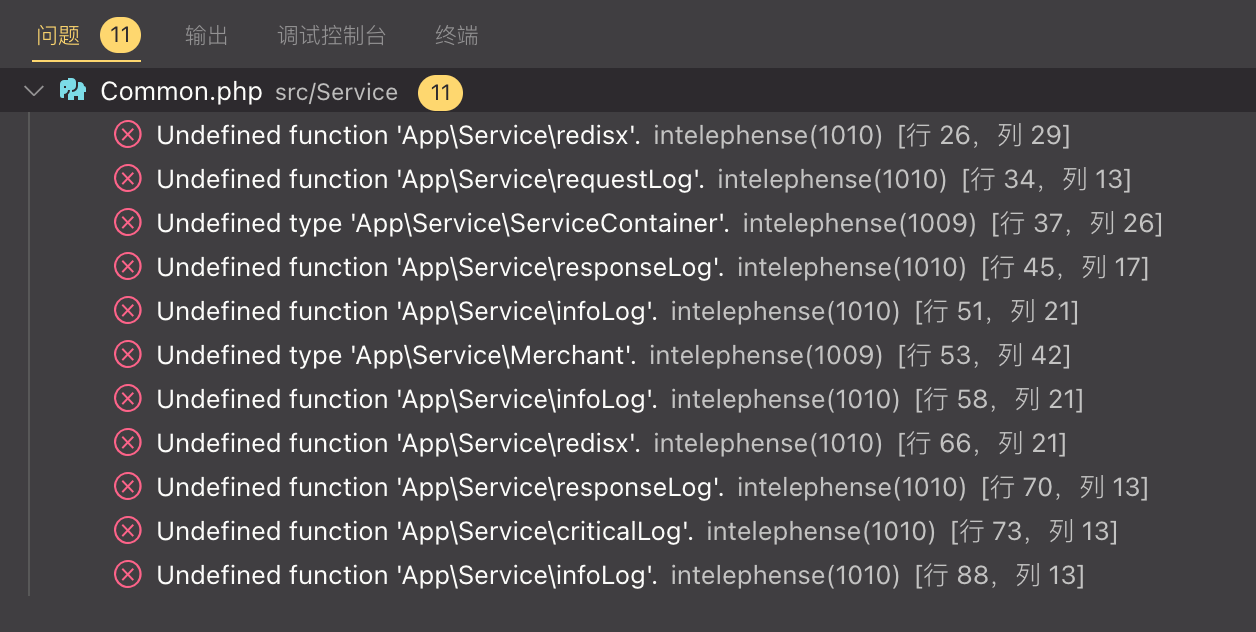 问题 11 输出 调试控制台 终端
Common.php src/Service 11
Undefined function 'App\Service\redisx'. intelephense(1010) [行 26，列 29]
Undefined function 'App\Service\requestLog'. intelephense(1010) [行 34，列 13]
Undefined type 'App\Service\ServiceContainer'. intelephense(1009) [行 37，列 26]
Undefined function 'App\Service\responseLog'. intelephense(1010) [行 45，列 17]
Undefined function 'App\Service\infoLog'. intelephense(1010) [行 51，列 21]
Undefined type 'App\Service\Merchant'. intelephense(1009) [行 53，列 42]
Undefined function 'App\Service\infoLog'. intelephense(1010) [行 58，列 21]
Undefined function 'App\Service\redisx'. intelephense(1010) [行 66，列 21]
Undefined function 'App\Service\responseLog'. intelephense(1010) [行 70，列 13]
Undefined function 'App\Service\criticalLog'. intelephense(1010) [行 73，列 13]
Undefined function 'App\Service\infoLog'. intelephense(1010) [行 88，列 13]